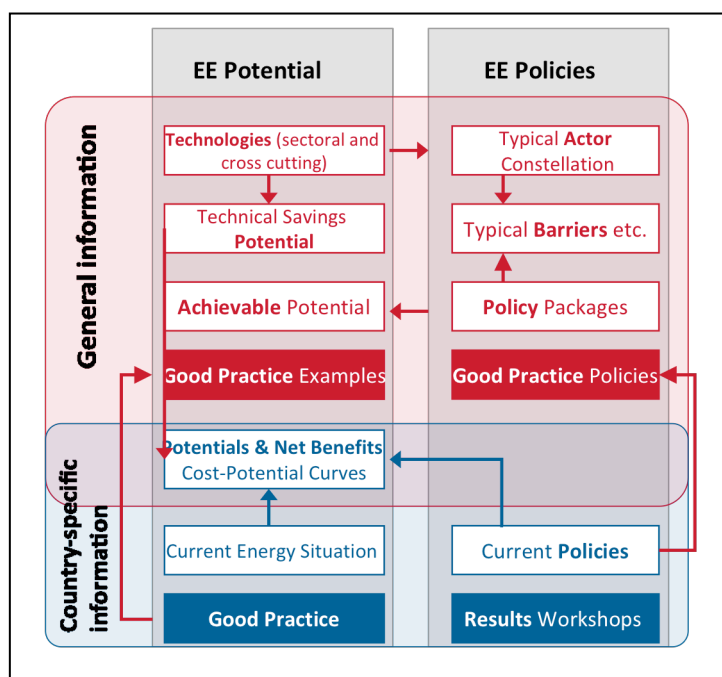 EE Potential
EE Policies
General information
Technologies (sectoral and
cross cutting)
Typical Actor
Constellation
Technical Savings
Potential
Typical Barriers etc.
Achievable Potential
Policy Packages
Good Practice Examples
Good Practice Policies
Country-specific
information
Potentials & Net Benefits
Cost-Potential Curves
Current Energy Situation
Current Policies
Good Practice
Results Workshops